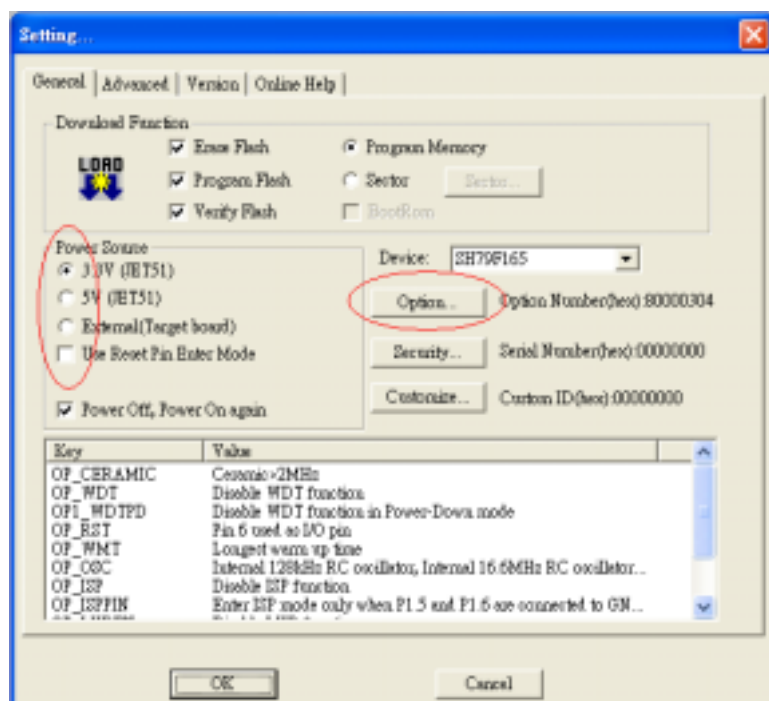 Setting...
General Advanced Version Online Help
Download Function
LOAD
Erase Flash
Program Memory
Program Flash
Sector
Sector...
Verify Flash
BootRom
Power Source
3.3V (JET51)
5V (JET51)
External(Target board)
Use Reset Pin Enter Mode
Power Off, Power On again
Device: SH79F165
Option... Option Number(hex):80000304
Security... Serial Number(hex):00000000
Customize... Custom ID(hex):00000000
Key Value
OP_CERAMIC Ceramic>2MHz
OP_WDT Disable WDT function
OP1_WDTPD Disable WDT function in Power-Down mode
OP_RST Pin 6 used as I/O pin
OP_WMT Longest warm up time
OP_OSC Internal 128kHz RC oscillator, Internal 16.6MHz RC oscillator...
OP_ISP Disable ISP function
OP_ISPPIN Enter ISP mode only when P1.5 and P1.6 are connected to GN...
OK Cancel